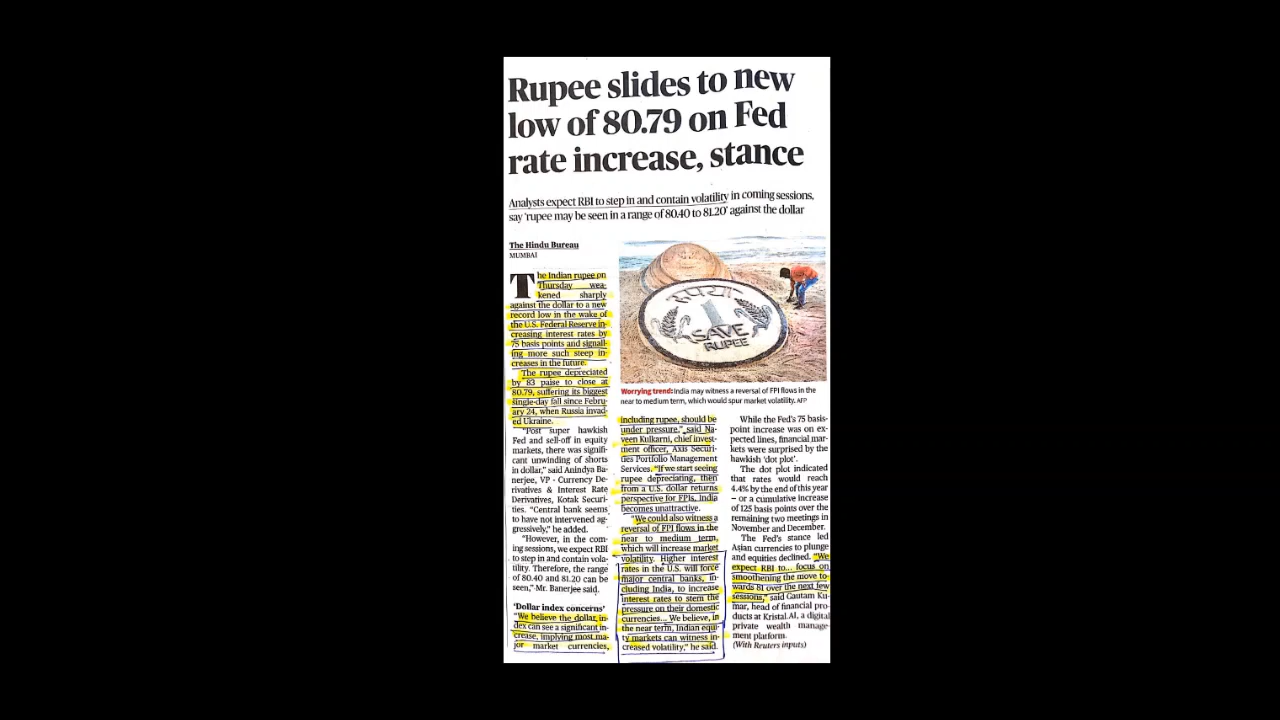 Rupee slides to new
low of 80.79 on Fed
rate increase, stance
Analysts expect RBI to step in and contain volatility in coming sessions,
say 'rupee may be seen in a range of 80.40 to 81.20' against the dollar
The Hindu Bureau
MUMBAI
The Indian rupee on
Thursday wea-
kened sharply
against the dollar to a new
record low in the wake of
the U.S. Federal Reserve in-
creasing interest rates by
75 basis points and signall-
ing more such steep in-
creases in the future.
The rupee depreciated
by 83 paise to close at
80.79, suffering its biggest
single-day fall since Febru-
ary 24, when Russia invad-
ed Ukraine.
"Post super hawkish
Fed and sell-off in equity
markets, there was signifi-
cant unwinding of shorts
in dollar," said Anindya Ba-
nerjee, VP - Currency De-
rivatives & Interest Rate
Derivatives, Kotak Securi-
ties. "Central bank seems
to have not intervened ag-
gressively," he added.
"However, in the com-
ing sessions, we expect RBI
to step in and contain vola-
tility. Therefore, the range
of 80.40 and 81.20 can be
seen," Mr. Banerjee said.
'Dollar index concerns'
"We believe the dollar in-
dex can see a significant in-
crease, implying most ma-
jor market currencies,
रुपया
1
SAVE
RUPEE
Worrying trend: India may witness a reversal of FPI flows in the
near to medium term, which would spur market volatility. AFP
including rupee, should be
under pressure," said Na-
veen Kulkarni, chief invest-
ment officer, Axis Securi-
ties Portfolio Management
Services. "If we start seeing
rupee depreciating, then
from a U.S. dollar returns
perspective for FPIs, India
becomes unattractive.
"We could also witness a
reversal of FPI flows in the
near to medium term,
which will increase market
volatility. Higher interest
rates in the U.S. will force
major central banks, in-
cluding India, to increase
interest rates to stem the
pressure on their domestic
currencies... We believe, in
the near term, Indian equi-
ty markets can witness in-
creased volatility," he said.
While the Fed's 75 basis-
point increase was on ex-
pected lines, financial mar-
kets were surprised by the
hawkish 'dot plot'.
The dot plot indicated
that rates would reach
4.4% by the end of this year
– or a cumulative increase
of 125 basis points over the
remaining two meetings in
November and December.
The Fed's stance led
Asian currencies to plunge
and equities declined. "We
expect RBI to... focus on
smoothening the move to-
wards 81 over the next few
sessions," said Gautam Ku-
mar, head of financial pro-
ducts at Kristal.AI, a digital
private wealth manage-
ment platform.
(With Reuters inputs)